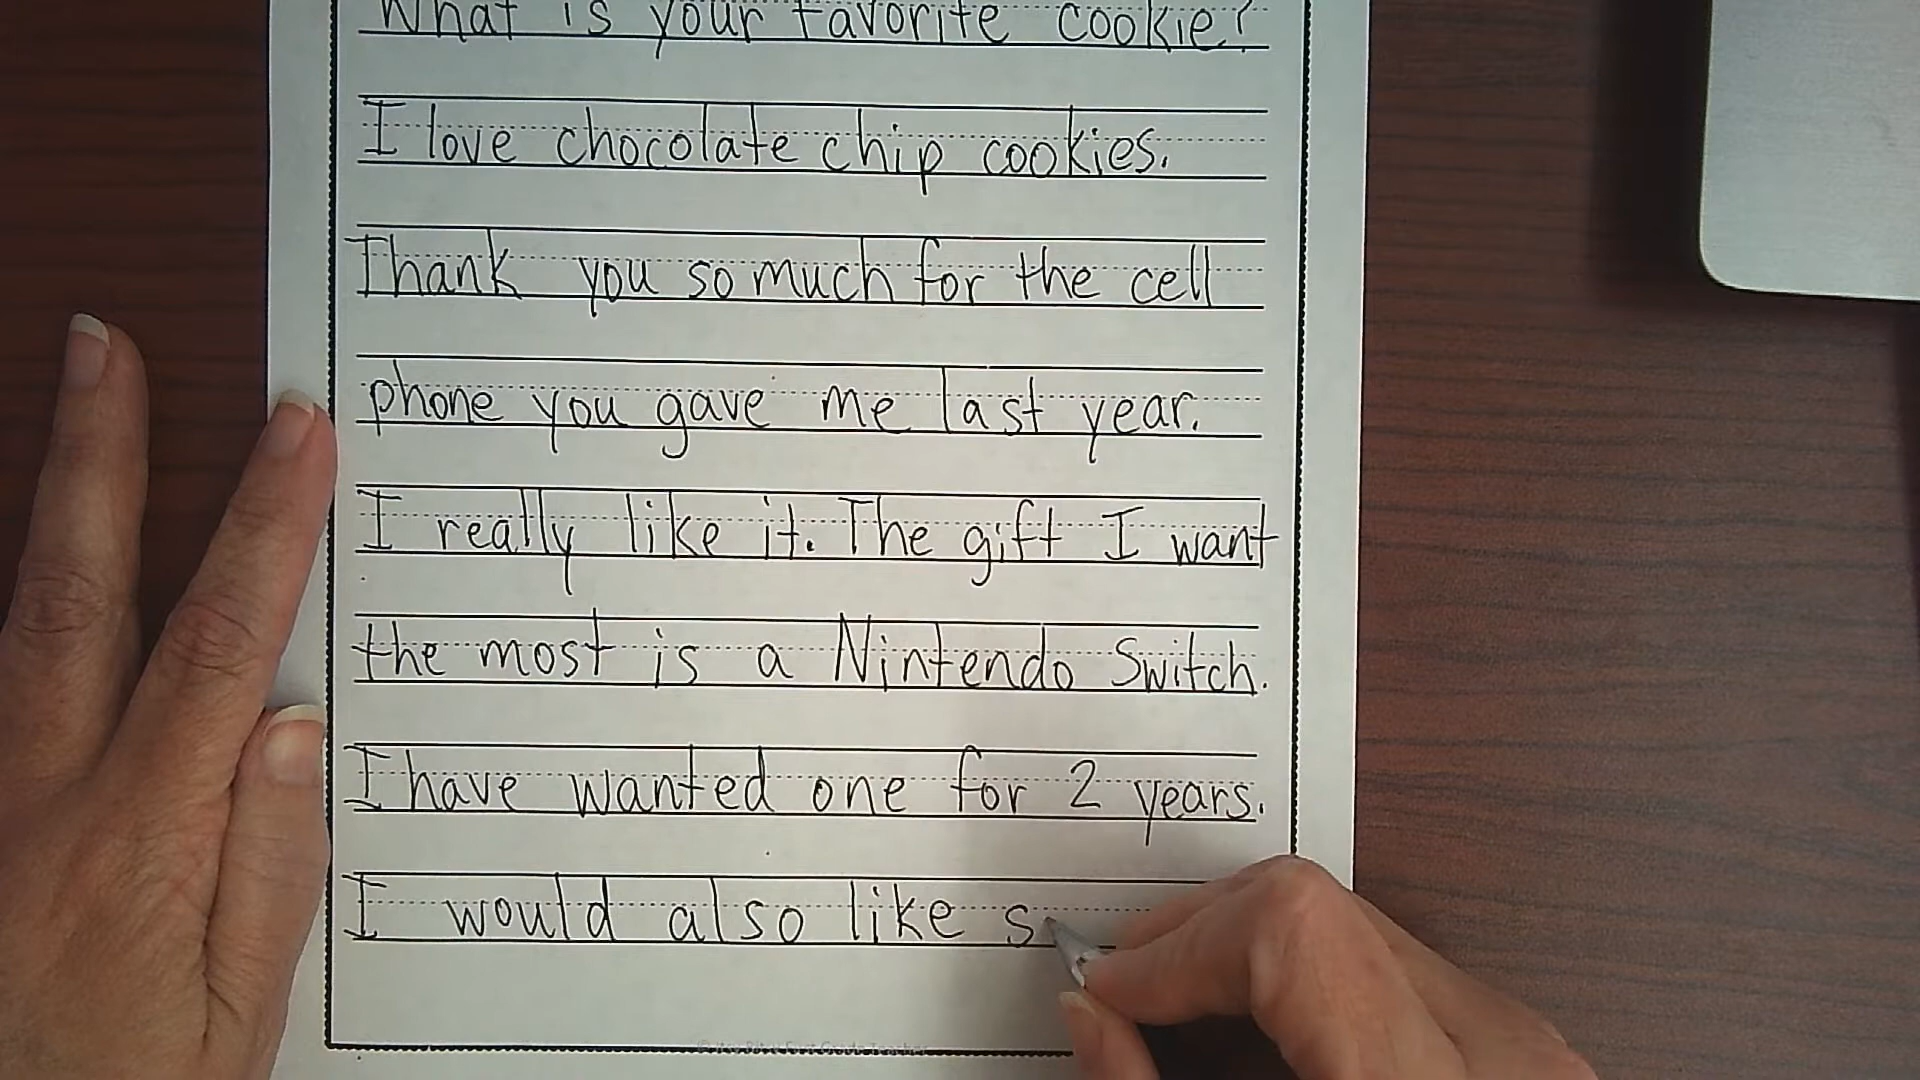 What is your favorite cookie?
I love chocolate chip cookies.
Thank you so much for the cell
phone you gave me last year.
I really like it. The gift I want
the most is a Nintendo Switch.
I have wanted one for 2 years.
I would also like s